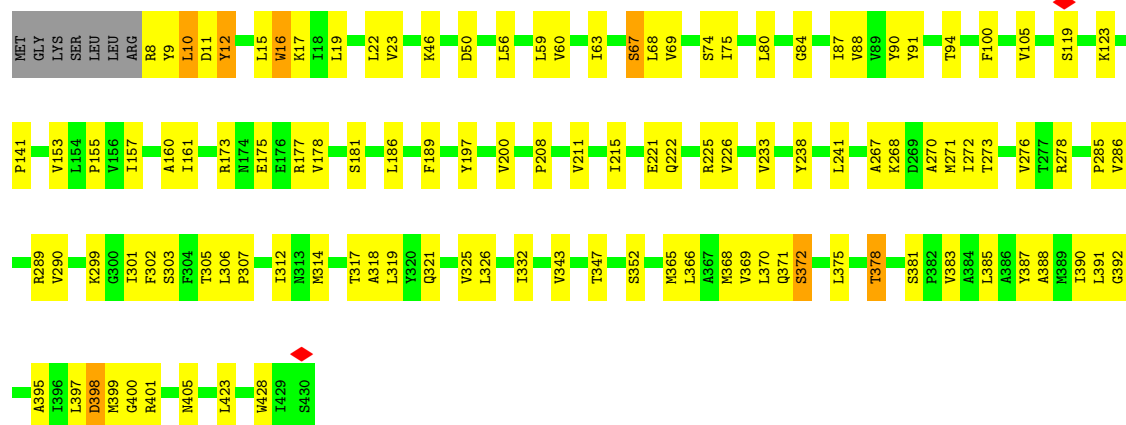 MET GLY LYS SER LEU LEU ARG R8 Y9 L10 D11 Y12 L15 W16 K17 I18 L19 L22 V23 K46 D50 L56 L59 V60 I63 S67 L68 V69 S74 I75 L80 G84 I87 V88 V89 Y90 Y91 T94 F100 V105 S119 K123
P141 V153 L154 P155 V156 I157 A160 I161 R173 N174 E175 E176 R177 V178 S181 L186 F189 Y197 V200 P208 V211 I215 E221 Q222 R225 V226 V233 Y238 L241 A267 K268 D269 A270 M271 I272 T273 V276 T277 R278 P285 V286
R289 V290 K299 G300 I301 F302 S303 F304 T305 L306 P307 I312 N313 M314 T317 A318 L319 Y320 Q321 V325 L326 I332 V343 T347 S352 M365 L366 A367 M368 V369 L370 Q371 S372 L375 T378 S381 P382 V383 A384 L385 A386 Y387 A388 M389 I390 L391 G392
A395 I396 L397 D398 M399 G400 R401 N405 L423 W428 I429 S430